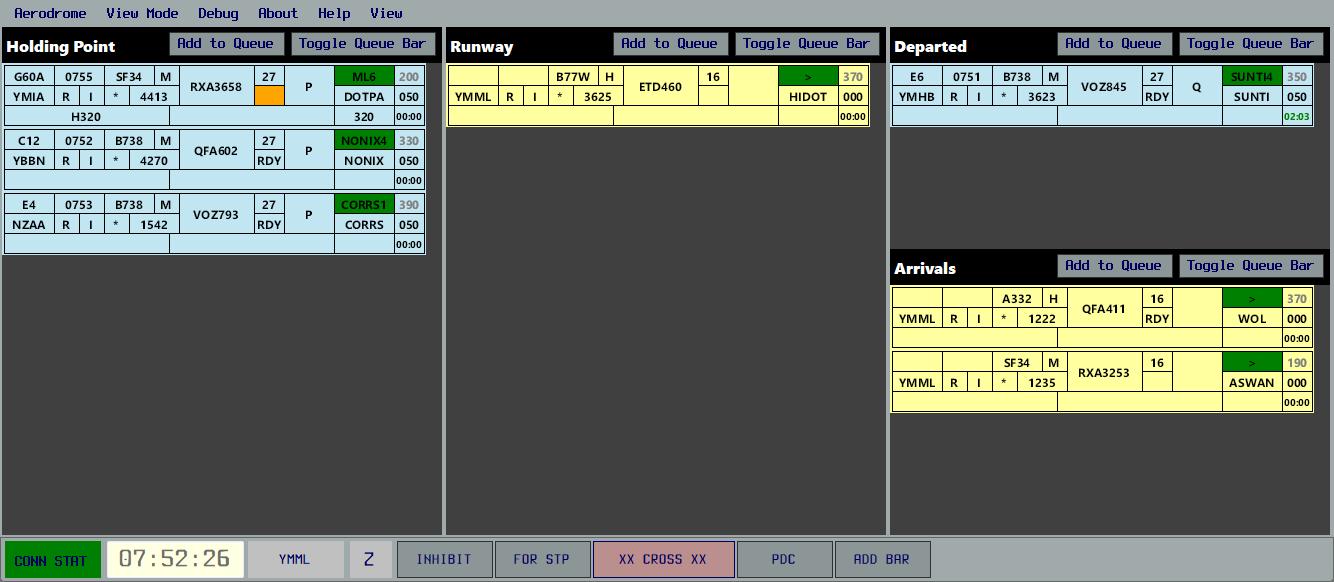 Aerodrome View Mode Debug About Help View
Holding Point Add to Queue Toggle Queue Bar
G60A 0755 SF34 M RXA3658 27 P ML6 200
YMIA R I * 4413 DOTPA 050
H320 320 00:00
C12 0752 B738 M QFA602 27 P NONIX4 330
YBBN R I * 4270 RDY NONIX 050
00:00
E4 0753 B738 M VOZ793 27 P CORRS1 390
NZAA R I * 1542 RDY CORRS 050
00:00
Runway Add to Queue Toggle Queue Bar
B77W H ETD460 16 > 370
YMML R I * 3625 HIDOT 000
00:00
Departed Add to Queue Toggle Queue Bar
E6 0751 B738 M VOZ845 27 Q SUNTI4 350
YMHB R I * 3623 RDY SUNTI 050
02:03
Arrivals Add to Queue Toggle Queue Bar
A332 H QFA411 16 > 370
YMML R I * 1222 RDY WOL 000
00:00
SF34 M RXA3253 16 > 190
YMML R I * 1235 ASWAN 000
00:00
CONN STAT 07:52:26 YMML Z INHIBIT FOR STP XX CROSS XX PDC ADD BAR